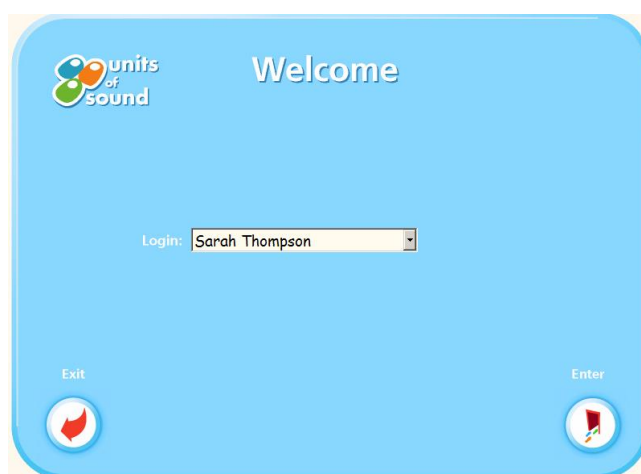 units
of
sound
Welcome
Login: Sarah Thompson
Exit
Enter